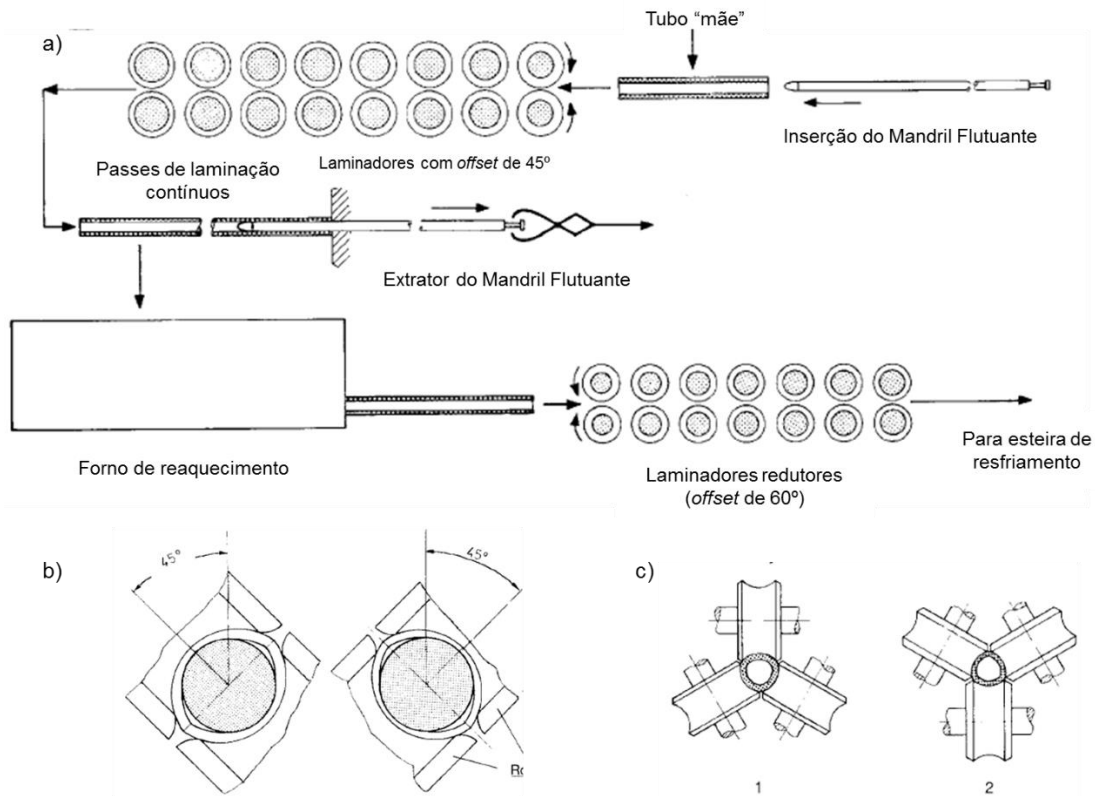 a)
Tubo “mãe”
Inserção do Mandril Flutuante
Passes de laminação
contínuos
Laminadores com offset de 45º
Extrator do Mandril Flutuante
Forno de reaquecimento
Laminadores redutores
(offset de 60º)
Para esteira de
resfriamento
b)
45°
45°
c)
1
2